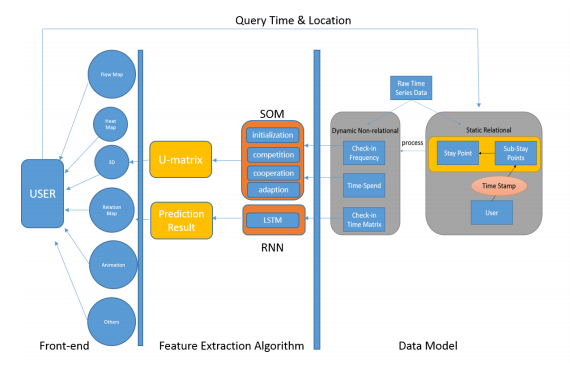 Query Time & Location
Flow Map
Heat
Map
3D
Relation
Map
Animation
Others
USER
Front-end
U-matrix
Prediction
Result
SOM
initialization
competition
cooperation
adaption
LSTM
RNN
Feature Extraction Algorithm
Raw Time
Series Data
Dynamic Non-relational
Check-in
Frequency
Time-Spend
Check-in
Time Matrix
process
Static Relational
Stay Point
Sub-Stay
Points
Time Stamp
User
Data Model